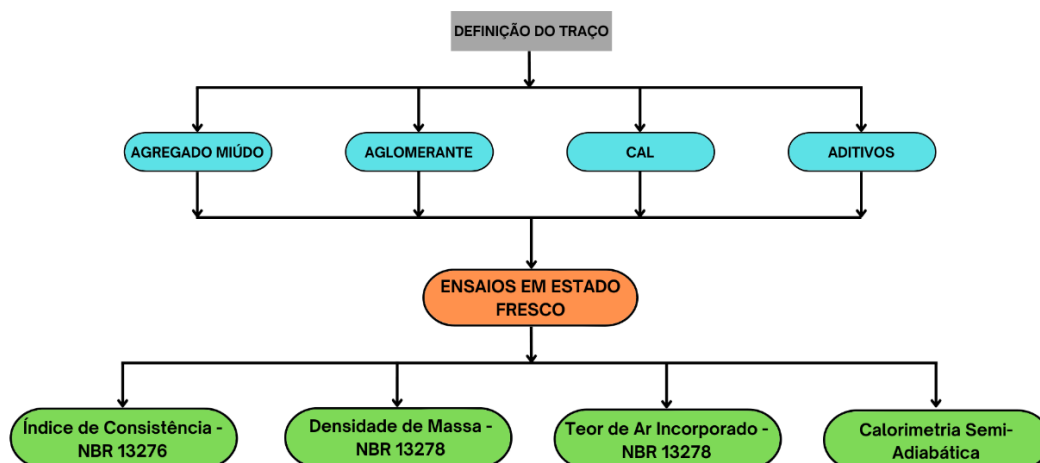 DEFINIÇÃO DO TRAÇO
AGREGADO MIÚDO
AGLOMERANTE
CAL
ADITIVOS
ENSAIOS EM ESTADO
FRESCO
Índice de Consistência -
NBR 13276
Densidade de Massa -
NBR 13278
Teor de Ar Incorporado -
NBR 13278
Calorimetria Semi-
Adiabática